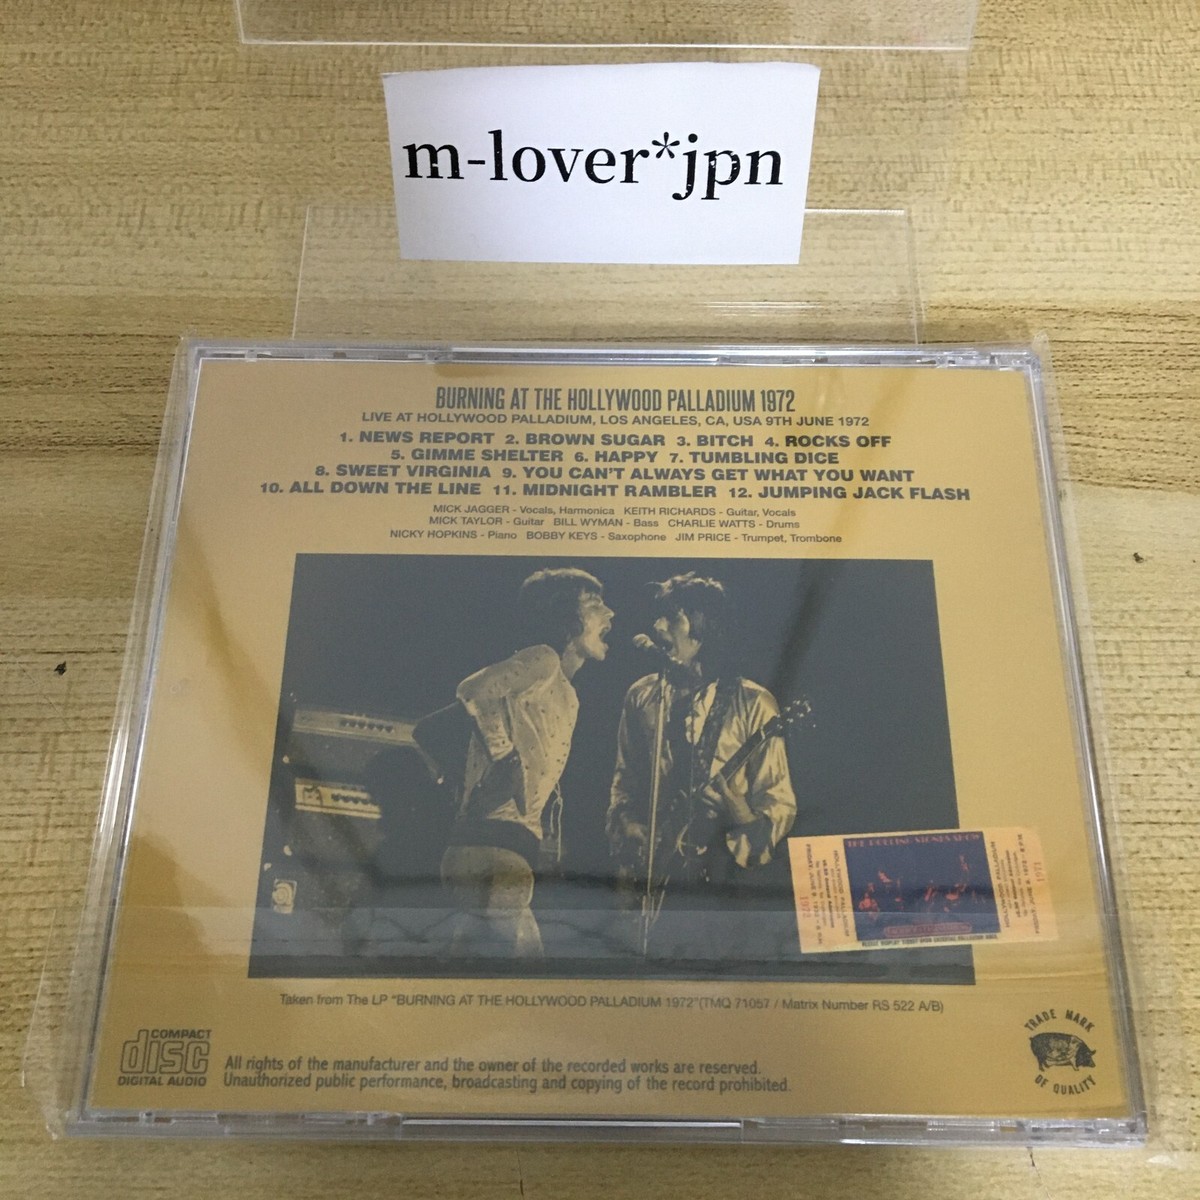 m-lover*jpn
BURNING AT THE HOLLYWOOD PALLADIUM 1972
LIVE AT HOLLYWOOD PALLADIUM, LOS ANGELES, CA, USA 9TH JUNE 1972
1. NEWS REPORT 2. BROWN SUGAR 3. BITCH 4. ROCKS OFF
5. GIMME SHELTER 6. HAPPY 7. TUMBLING DICE
8. SWEET VIRGINIA 9. YOU CAN'T ALWAYS GET WHAT YOU WANT
10. ALL DOWN THE LINE 11. MIDNIGHT RAMBLER 12. JUMPING JACK FLASH
MICK JAGGER - Vocals, Harmonica KEITH RICHARDS - Guitar, Vocals
MICK TAYLOR - Guitar BILL WYMAN - Bass CHARLIE WATTS - Drums
NICKY HOPKINS - Piano BOBBY KEYS - Saxophone JIM PRICE - Trumpet, Trombone
THE ROLLING STONES SHOW
HOLLYWOOD PALLADIUM
1972
Taken from The LP "BURNING AT THE HOLLYWOOD PALLADIUM 1972"(TMQ 71057 / Matrix Number RS 522 A/B)
COMPACT
disc
DIGITAL AUDIO
All rights of the manufacturer and the owner of the recorded works are reserved.
Unauthorized public performance, broadcasting and copying of the record prohibited.
TRADE MARK
OF QUALITY